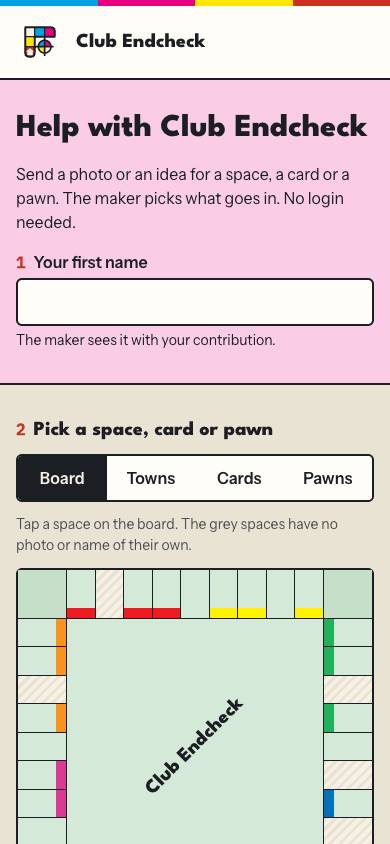 Club Endcheck
Help with Club Endcheck
Send a photo or an idea for a space, a card or a
pawn. The maker picks what goes in. No login
needed.
1 Your first name
The maker sees it with your contribution.
2 Pick a space, card or pawn
Board Towns Cards Pawns
Tap a space on the board. The grey spaces have no
photo or name of their own.
Club Endcheck